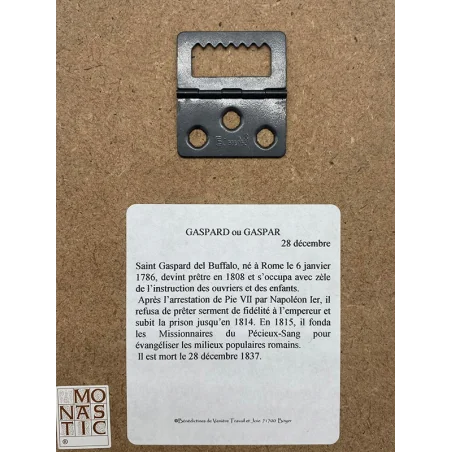 GASPARD ou GASPAR
28 décembre
Saint Gaspard del Buffalo, né à Rome le 6 janvier
1786, devint prêtre en 1808 et s'occupa avec zèle
de l'instruction des ouvriers et des enfants.
Après l'arrestation de Pie VII par Napoléon Ier, il
refusa de prêter serment de fidélité à l'empereur et
subit la prison jusqu'en 1814. En 1815, il fonda
les Missionnaires du Pécieux-Sang pour
évangéliser les milieux populaires romains.
Il est mort le 28 décembre 1837.
MO
NAS
TIC
®